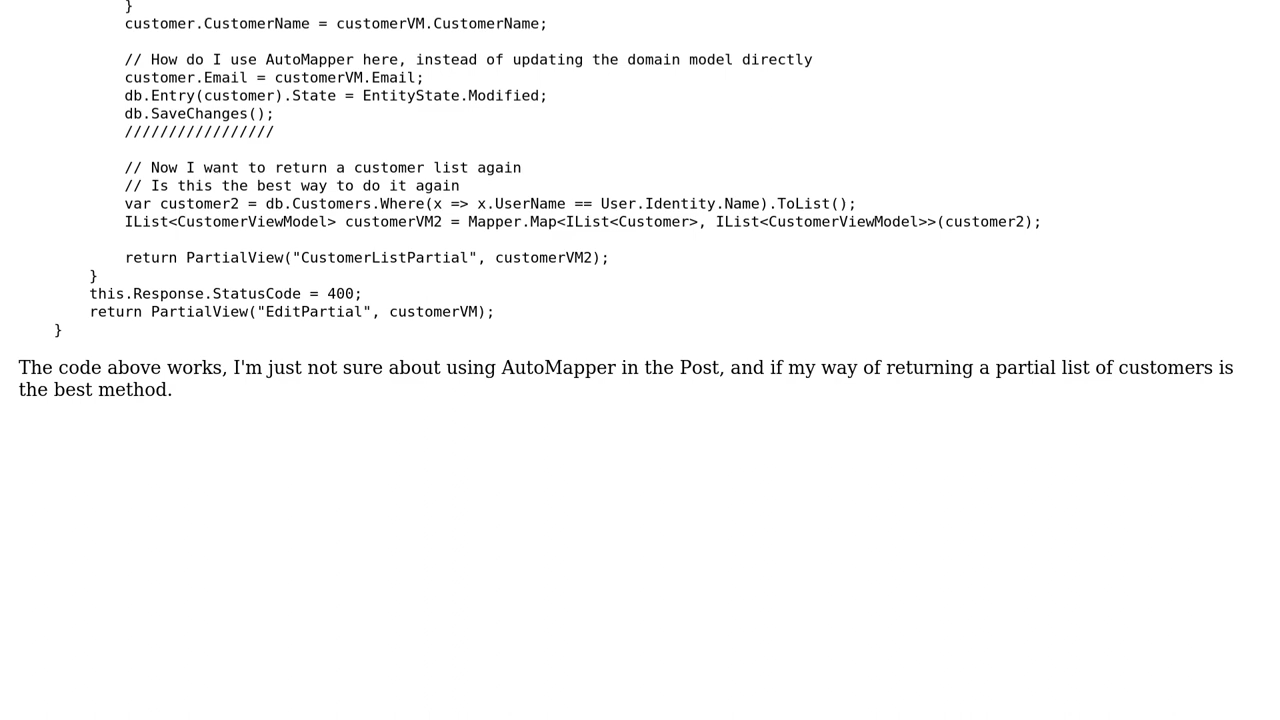 }
customer.CustomerName = customerVM.CustomerName;
// How do I use AutoMapper here, instead of updating the domain model directly
customer.Email = customerVM.Email;
db.Entry(customer).State = EntityState.Modified;
db.SaveChanges();
/////////////////
// Now I want to return a customer list again
// Is this the best way to do it again
var customer2 = db.Customers.Where(x => x.UserName == User.Identity.Name).ToList();
IList<CustomerViewModel> customerVM2 = Mapper.Map<IList<Customer>, IList<CustomerViewModel>>(customer2);
return PartialView("CustomerListPartial", customerVM2);
}
this.Response.StatusCode = 400;
return PartialView("EditPartial", customerVM);
}
The code above works, I'm just not sure about using AutoMapper in the Post, and if my way of returning a partial list of customers is
the best method.